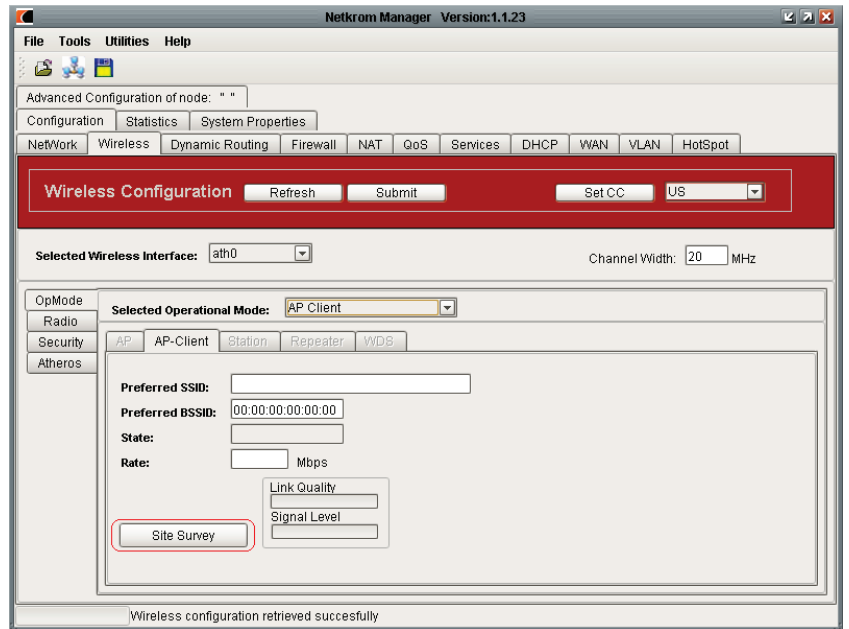 Netkrom Manager Version:1.1.23
File Tools Utilities Help
Advanced Configuration of node: " "
Configuration Statistics System Properties
NetWork Wireless Dynamic Routing Firewall NAT QoS Services DHCP WAN VLAN HotSpot
Wireless Configuration Refresh Submit Set CC US
Selected Wireless Interface: ath0 Channel Width: 20 MHz
OpMode
Radio
Security
Atheros
Selected Operational Mode: AP Client
AP AP-Client Station Repeater WDS
Preferred SSID:
Preferred BSSID: 00:00:00:00:00:00
State:
Rate: Mbps
Link Quality
Signal Level
Site Survey
Wireless configuration retrieved succesfully